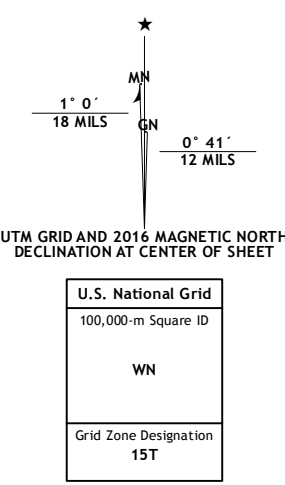 MN
1° 0´
18 MILS
GN
0° 41´
12 MILS
UTM GRID AND 2016 MAGNETIC NORTH
DECLINATION AT CENTER OF SHEET
U.S. National Grid
100,000-m Square ID
WN
Grid Zone Designation
15T